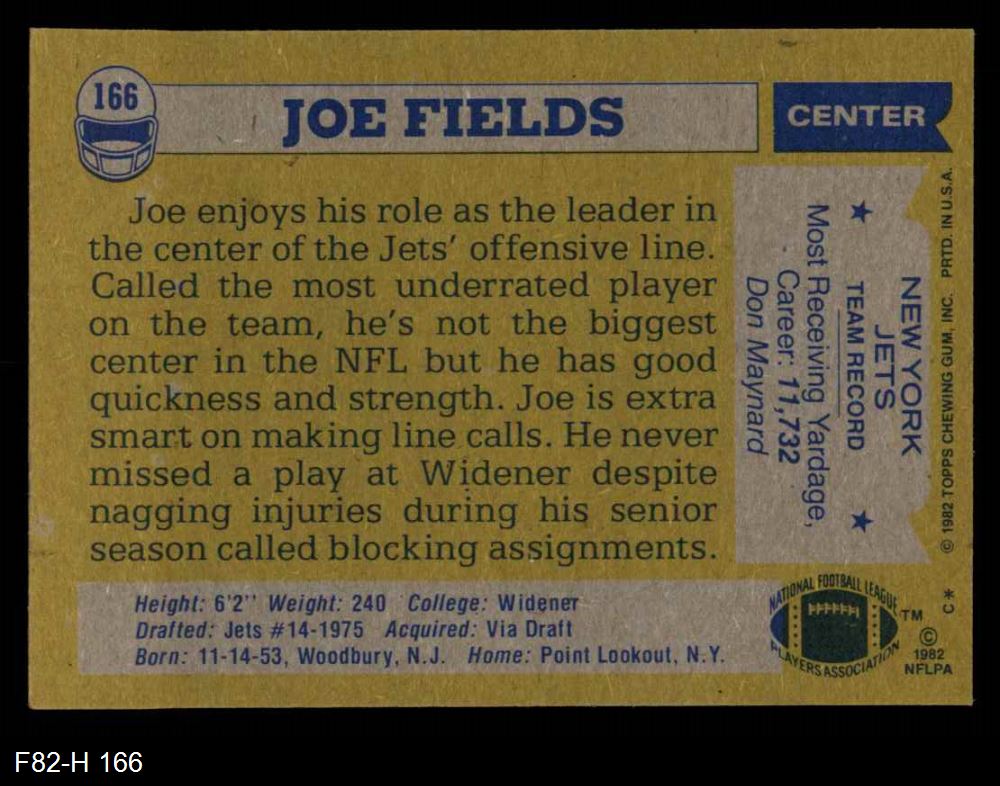 166
JOE FIELDS
CENTER
Joe enjoys his role as the leader in
the center of the Jets' offensive line.
Called the most underrated player
on the team, he's not the biggest
center in the NFL but he has good
quickness and strength. Joe is extra
smart on making line calls. He never
missed a play at Widener despite
nagging injuries during his senior
season called blocking assignments.
NEW YORK
JETS
★ TEAM RECORD ★
Most Receiving Yardage,
Career: 11,732
Don Maynard
© 1982 TOPPS CHEWING GUM, INC. PRTD. IN U.S.A.
Height: 6'2" Weight: 240 College: Widener
Drafted: Jets #14-1975 Acquired: Via Draft
Born: 11-14-53, Woodbury, N.J. Home: Point Lookout, N.Y.
NATIONAL FOOTBALL LEAGUE
PLAYERS ASSOCIATION
TM
C*
©
1982
NFLPA
F82-H 166